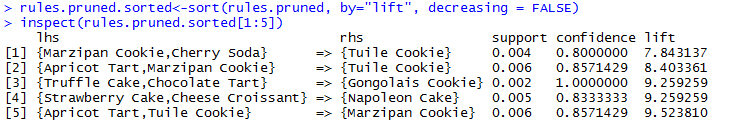 > rules.pruned.sorted<-sort(rules.pruned, by="lift", decreasing = FALSE)
> inspect(rules.pruned.sorted[1:5])
lhs rhs support confidence lift
[1] {Marzipan Cookie,Cherry Soda} => {Tuile Cookie} 0.004 0.8000000 7.843137
[2] {Apricot Tart,Marzipan Cookie} => {Tuile Cookie} 0.006 0.8571429 8.403361
[3] {Truffle Cake,Chocolate Tart} => {Gongolais Cookie} 0.002 1.0000000 9.259259
[4] {Strawberry Cake,Cheese Croissant} => {Napoleon Cake} 0.005 0.8333333 9.259259
[5] {Apricot Tart,Tuile Cookie} => {Marzipan Cookie} 0.006 0.8571429 9.523810